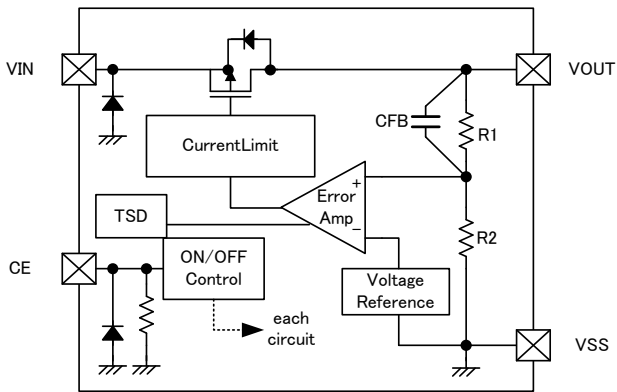 VIN
VOUT
CFB
R1
CurrentLimit
+
Error
Amp
-
TSD
R2
CE
ON/OFF
Control
Voltage
Reference
each
circuit
VSS